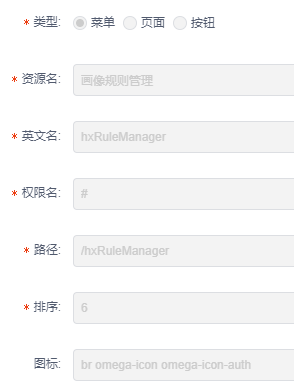 * 类型: 菜单 页面 按钮
* 资源名: 画像规则管理
* 英文名: hxRuleManager
* 权限名: #
* 路径: /hxRuleManager
* 排序: 6
图标: br omega-icon omega-icon-auth